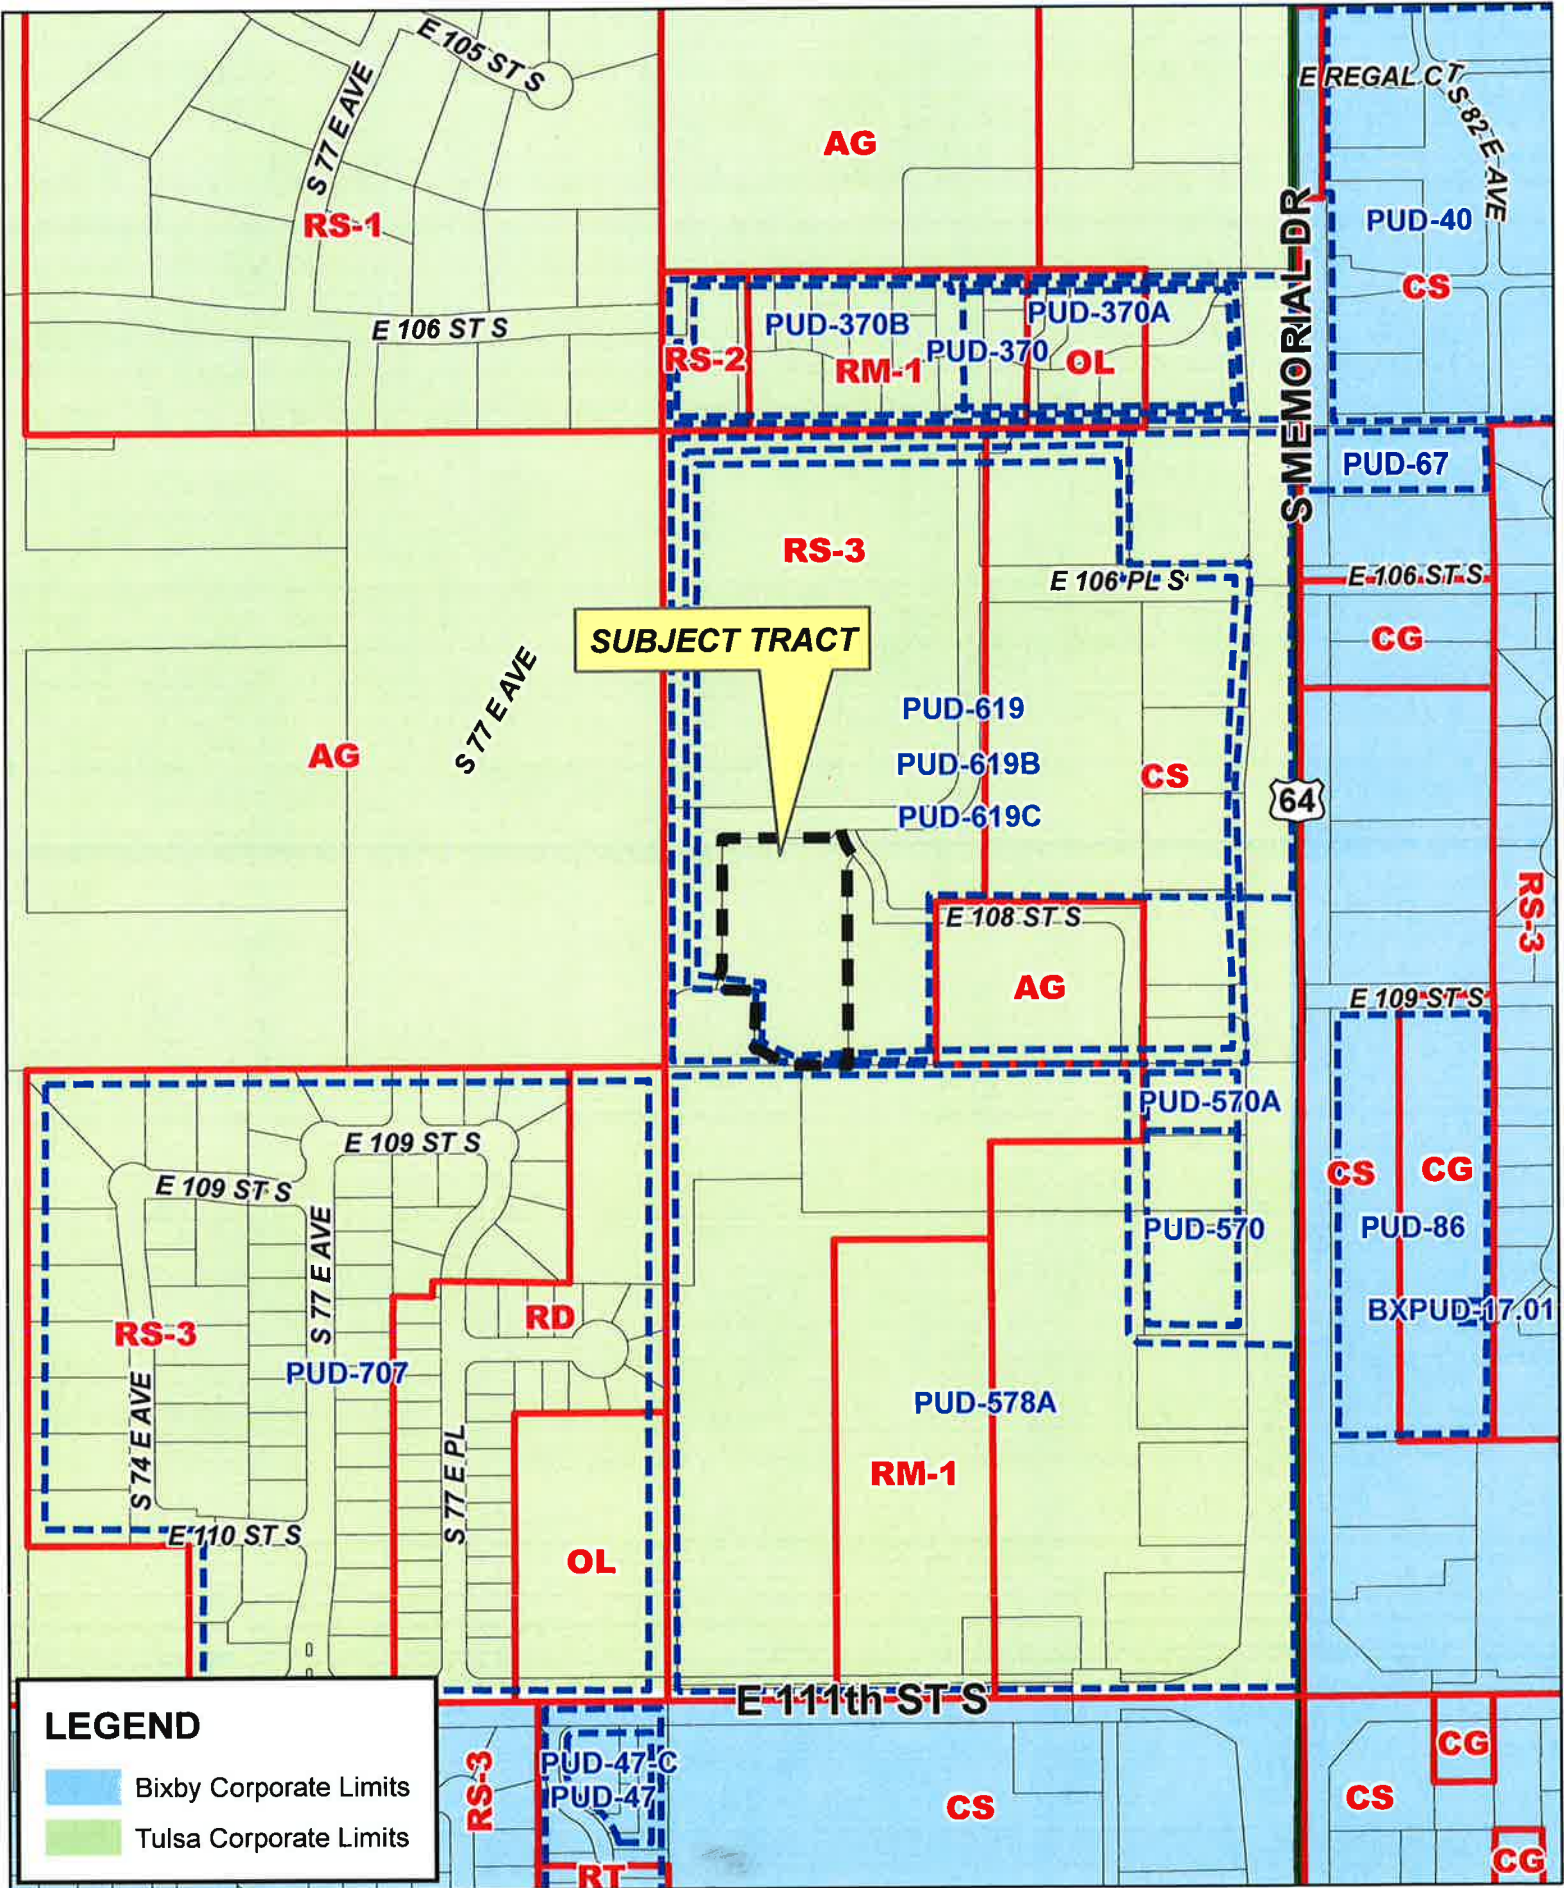 E 105 ST S
E REGAL CT
S 82 E AVE
S 77 E AVE
AG
RS-1
PUD-40
CS
S MEMORIAL DR
E 106 ST S
PUD-370B
PUD-370A
PUD-370
RS-2
RM-1
OL
PUD-67
RS-3
E 106 PL S
E 106 ST S
SUBJECT TRACT
CG
S 77 E AVE
PUD-619
AG
PUD-619B
CS
64
PUD-619C
RS-3
E 108 ST S
AG
E 109 ST S
PUD-570A
E 109 ST S
E 109 ST S
CS
CG
PUD-570
PUD-86
S 77 E AVE
BXPUD-17.01
RD
RS-3
PUD-707
PUD-578A
S 74 E AVE
S 77 E PL
RM-1
E 110 ST S
OL
E 111th ST S
LEGEND
Bixby Corporate Limits
Tulsa Corporate Limits
RS-3
PUD-47-C
PUD-47
RT
CS
CG
CS
CG